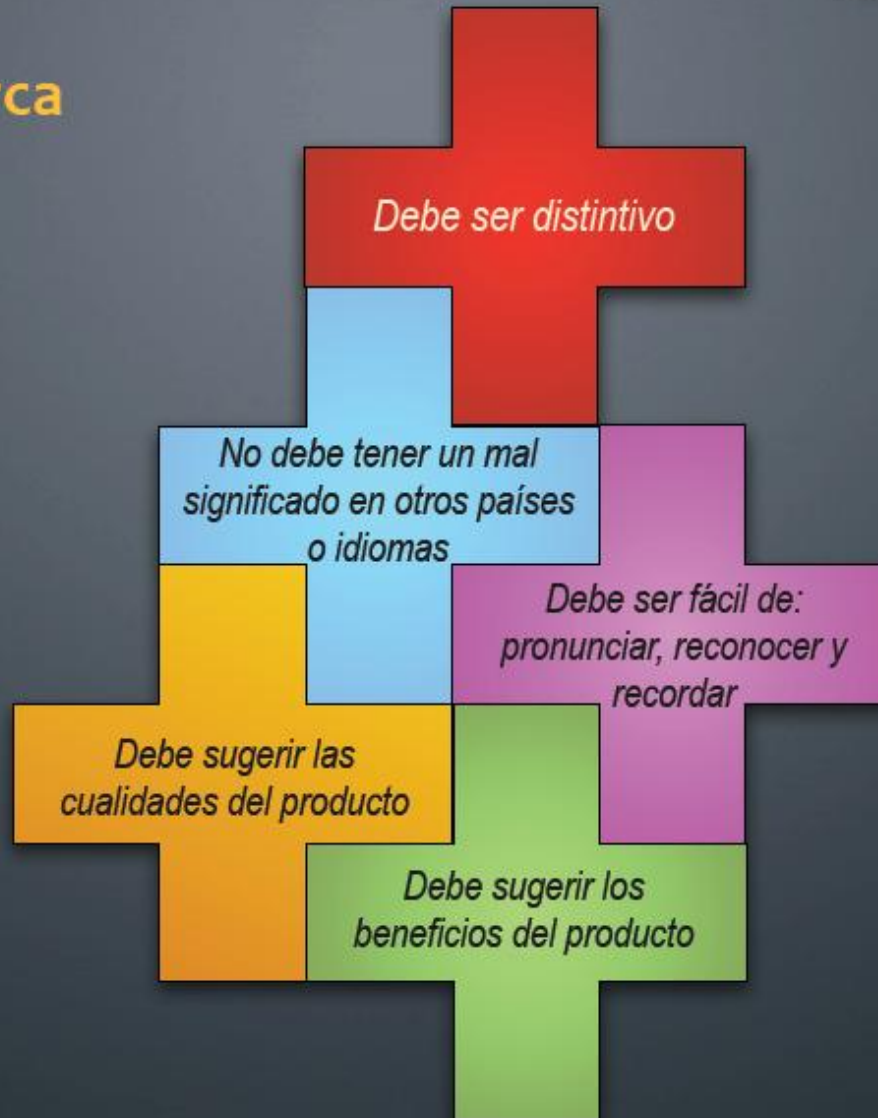 rca
Debe ser distintivo
No debe tener un mal
significado en otros países
o idiomas
Debe ser fácil de:
pronunciar, reconocer y
recordar
Debe sugerir las
cualidades del producto
Debe sugerir los
beneficios del producto